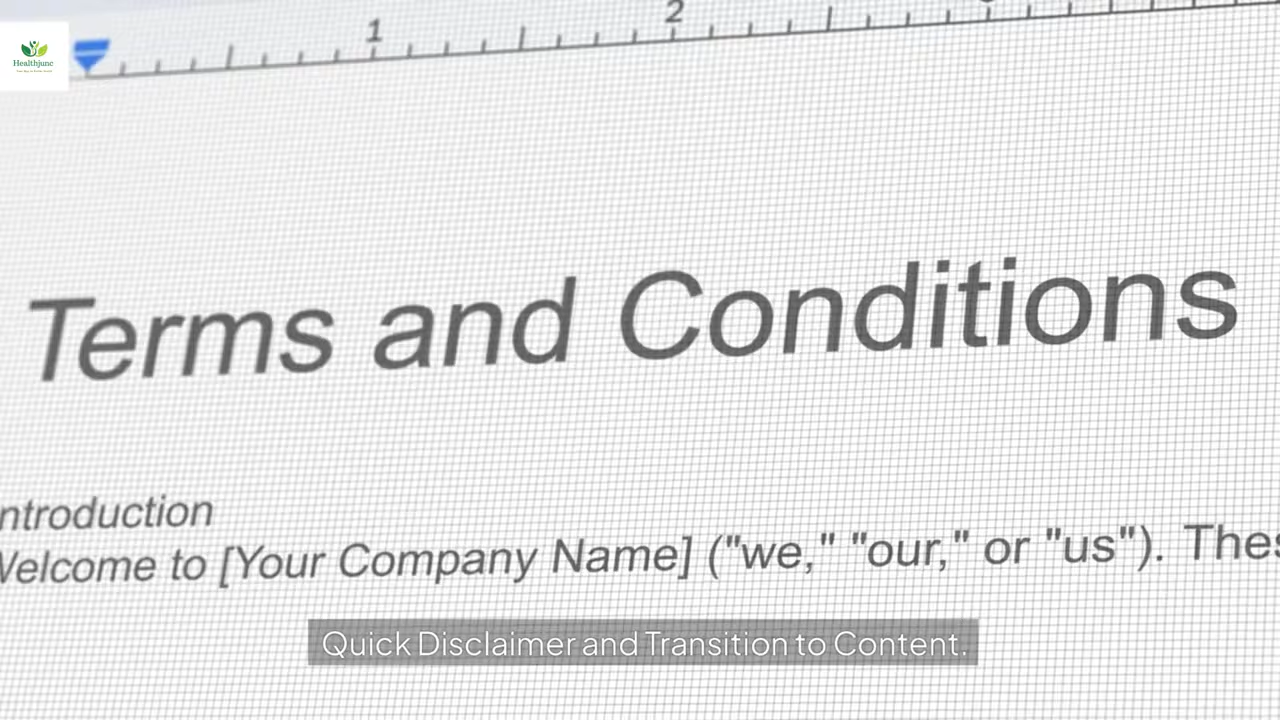 1 2
Healthjunc
Terms and Conditions
ntroduction
Welcome to [Your Company Name] ("we," "our," or "us"). Thes
Quick Disclaimer and Transition to Content.